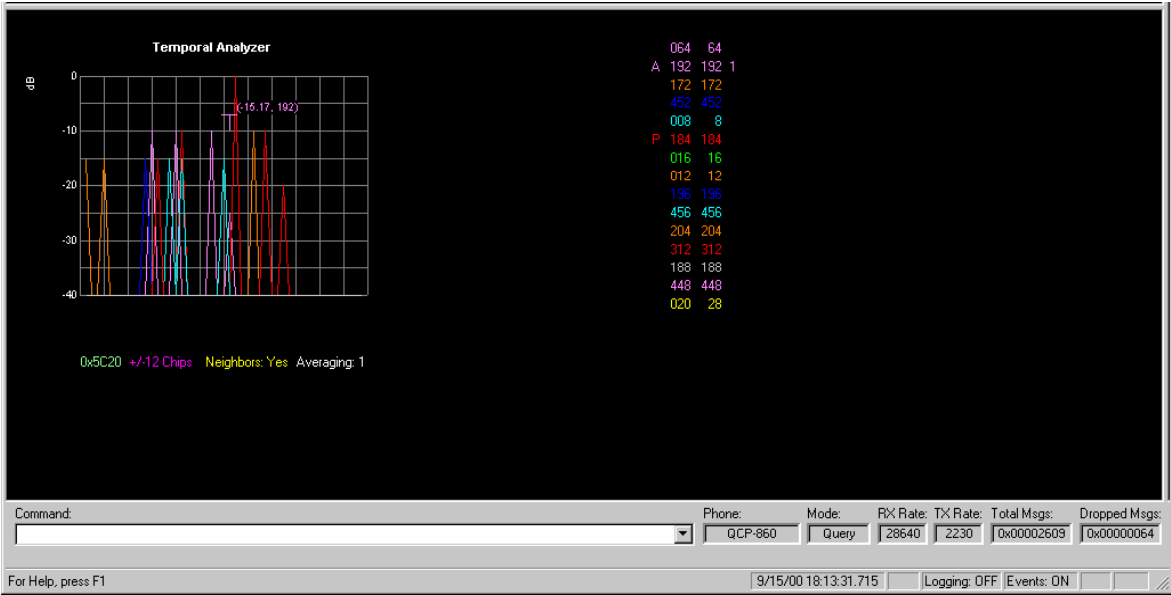 Temporal Analyzer
dB
0
-10
-20
-30
-40
(-15.17, 192)
0x5C20 +/-12 Chips Neighbors: Yes Averaging: 1
064 64
A 192 192 1
172 172
452 452
008 8
P 184 184
016 16
012 12
196 196
456 456
204 204
312 312
188 188
448 448
020 28
Command:
Phone: Mode: RX Rate: TX Rate: Total Msgs: Dropped Msgs:
QCP-860 Query 28640 2230 0x00002609 0x00000064
For Help, press F1
9/15/00 18:13:31.715 Logging: OFF Events: ON